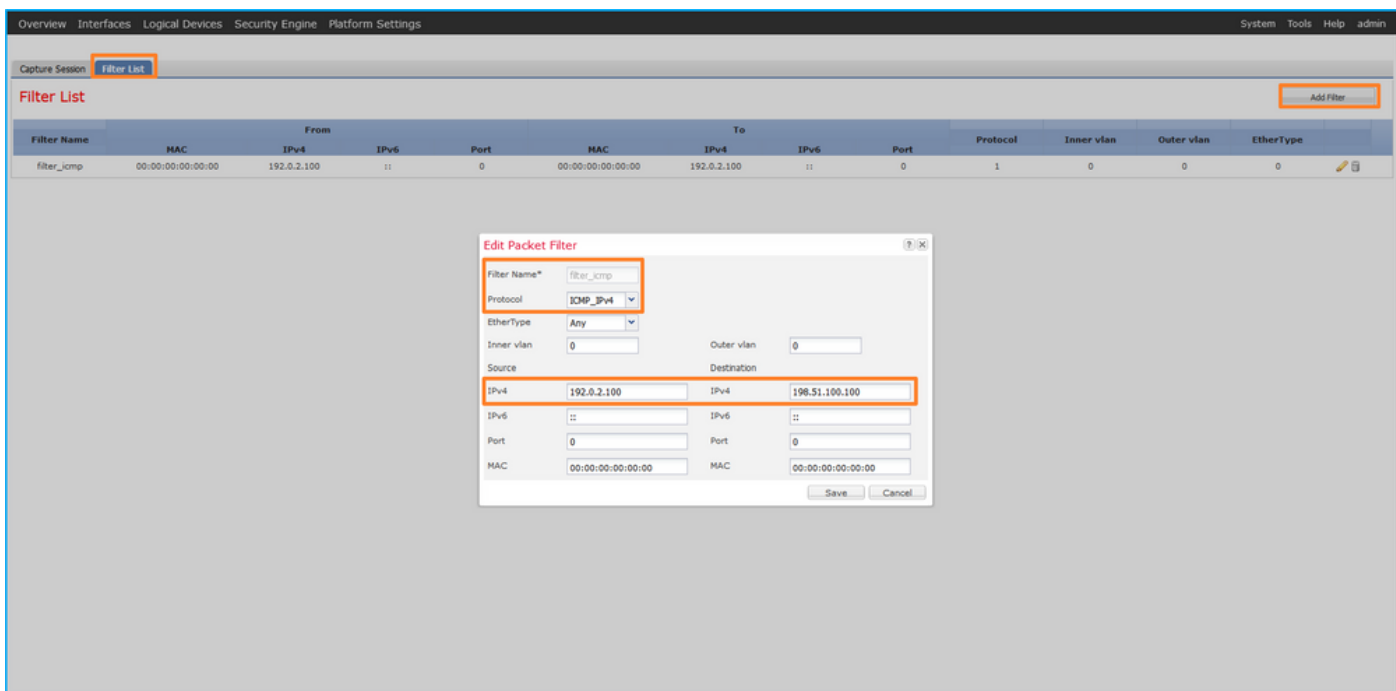 Overview Interfaces Logical Devices Security Engine Platform Settings System Tools Help admin
Capture Session Filter List
Filter List Add Filter
From To
Filter Name Protocol Inner vlan Outer vlan EtherType
MAC IPv4 IPv6 Port MAC IPv4 IPv6 Port
filter_icmp 00:00:00:00:00:00 192.0.2.100 :: 0 00:00:00:00:00:00 192.0.2.100 :: 0 1 0 0 0
Edit Packet Filter ? X
Filter Name* filter_icmp
Protocol ICMP_IPv4
EtherType Any
Inner vlan 0 Outer vlan 0
Source Destination
IPv4 192.0.2.100 IPv4 198.51.100.100
IPv6 :: IPv6 ::
Port 0 Port 0
MAC 00:00:00:00:00:00 MAC 00:00:00:00:00:00
Save Cancel